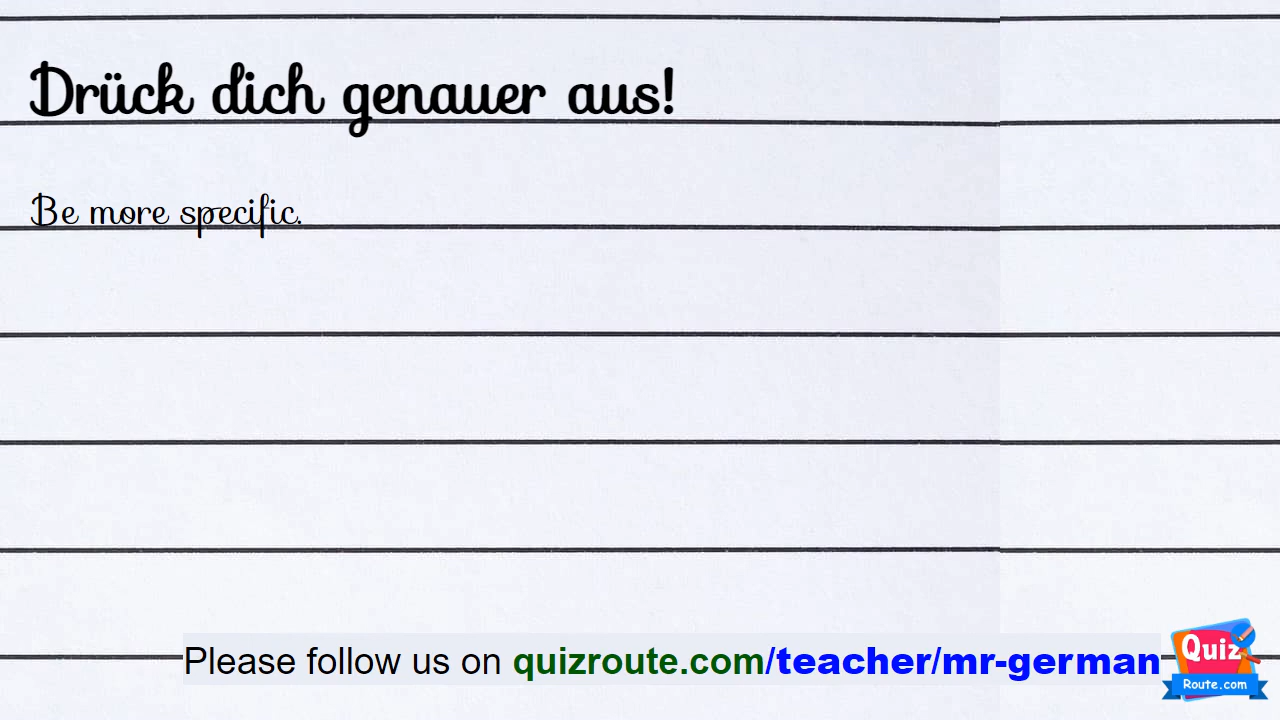 Drück dich genauer aus!
Be more specific.
Please follow us on quizroute.com/teacher/mr-german
Quiz
Route.com